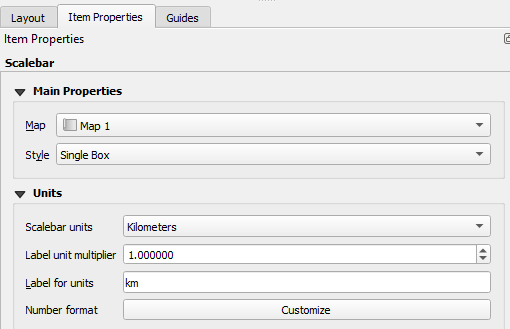 Layout Item Properties Guides
Item Properties
Scalebar
Main Properties
Map Map 1
Style Single Box
Units
Scalebar units Kilometers
Label unit multiplier 1.000000
Label for units km
Number format Customize